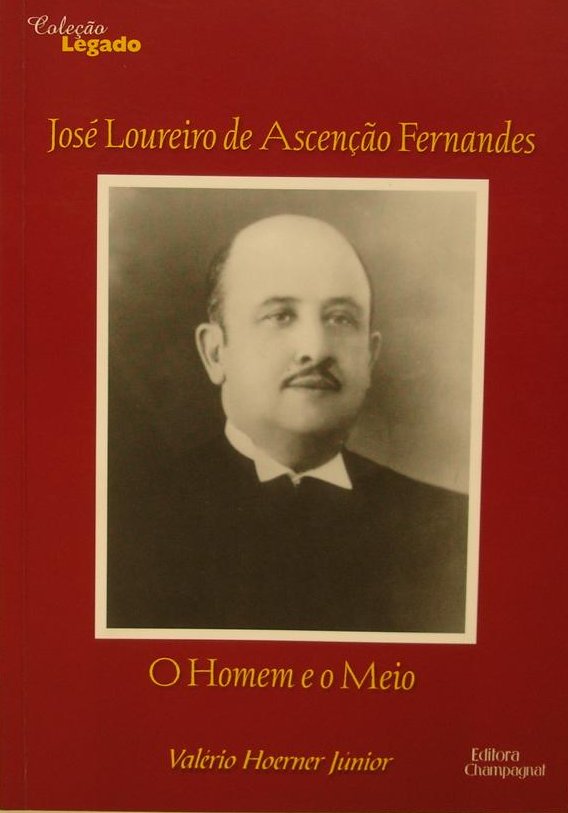 Coleção
Legado
José Loureiro de Ascenção Fernandes
O Homem e o Meio
Valério Hoerner Júnior
Editora
Champagnat